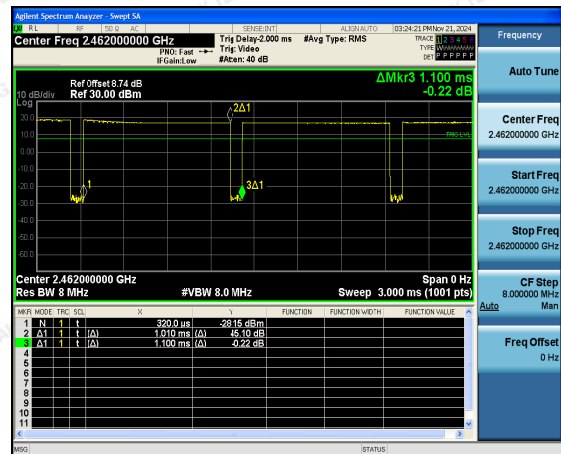 Agilent Spectrum Analyzer - Swept SA
RL RF 50 Ω AC SENSE:INT ALIGN AUTO 03:24:21 PM Nov 21, 2024
Center Freq 2.462000000 GHz
PNO: Fast
IFGain:Low
Trig Delay-2.000 ms
Trig: Video
#Atten: 40 dB
#Avg Type: RMS
TRACE 1 2 3 4 5 6
TYPE WWWWWW
DET P P P P P P
Ref Offset 8.74 dB
Ref 30.00 dBm
10 dB/div
Log
ΔMkr3 1.100 ms
-0.22 dB
20.0
10.0
0.00
-10.0
-20.0
-30.0
-40.0
-50.0
-60.0
2Δ1
TRIG LVL
1
3Δ1
Center 2.462000000 GHz Span 0 Hz
Res BW 8 MHz #VBW 8.0 MHz Sweep 3.000 ms (1001 pts)
MKR MODE TRC SCL X Y FUNCTION FUNCTION WIDTH FUNCTION VALUE
1 N 1 t 320.0 µs -28.15 dBm
2 Δ1 1 t (Δ) 1.010 ms (Δ) 45.10 dB
3 Δ1 1 t (Δ) 1.100 ms (Δ) -0.22 dB
4
5
6
7
8
9
10
11
MSG STATUS
Frequency
Auto Tune
Center Freq
2.462000000 GHz
Start Freq
2.462000000 GHz
Stop Freq
2.462000000 GHz
CF Step
8.000000 MHz
Auto Man
Freq Offset
0 Hz